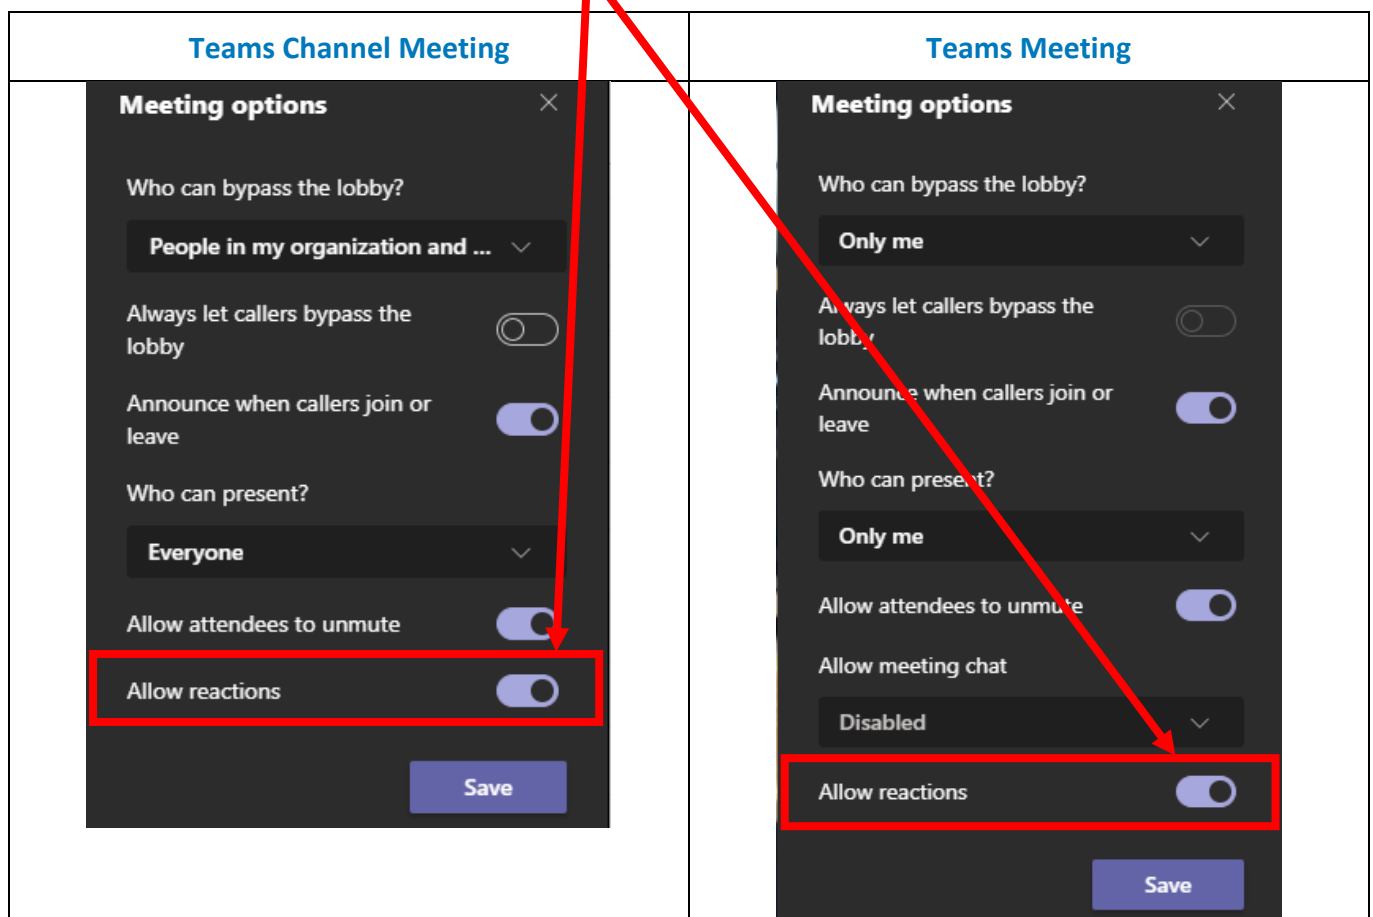 Teams Channel Meeting
Meeting options
Who can bypass the lobby?
People in my organization and ...
Always let callers bypass the
lobby
Announce when callers join or
leave
Who can present?
Everyone
Allow attendees to unmute
Allow reactions
Save
Teams Meeting
Meeting options
Who can bypass the lobby?
Only me
Always let callers bypass the
lobby
Announce when callers join or
leave
Who can present?
Only me
Allow attendees to unmute
Allow meeting chat
Disabled
Allow reactions
Save